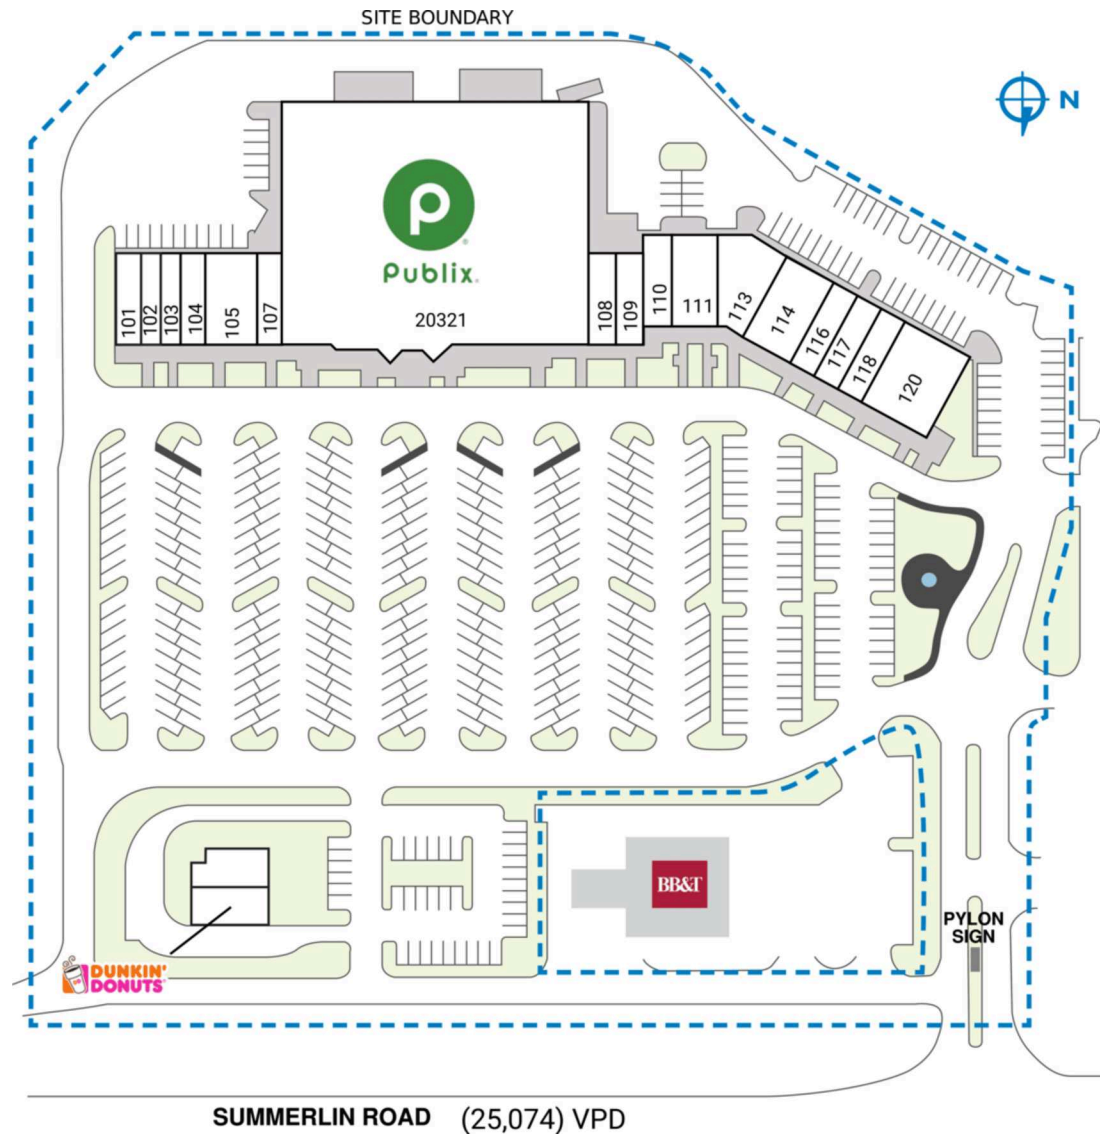 SITE BOUNDARY
N
Publix
20321
101
102
103
104
105
107
108
109
110
111
113
114
116
117
118
120
BB&T
PYLON
SIGN
DUNKIN'
DONUTS
SUMMERLIN ROAD (25,074) VPD